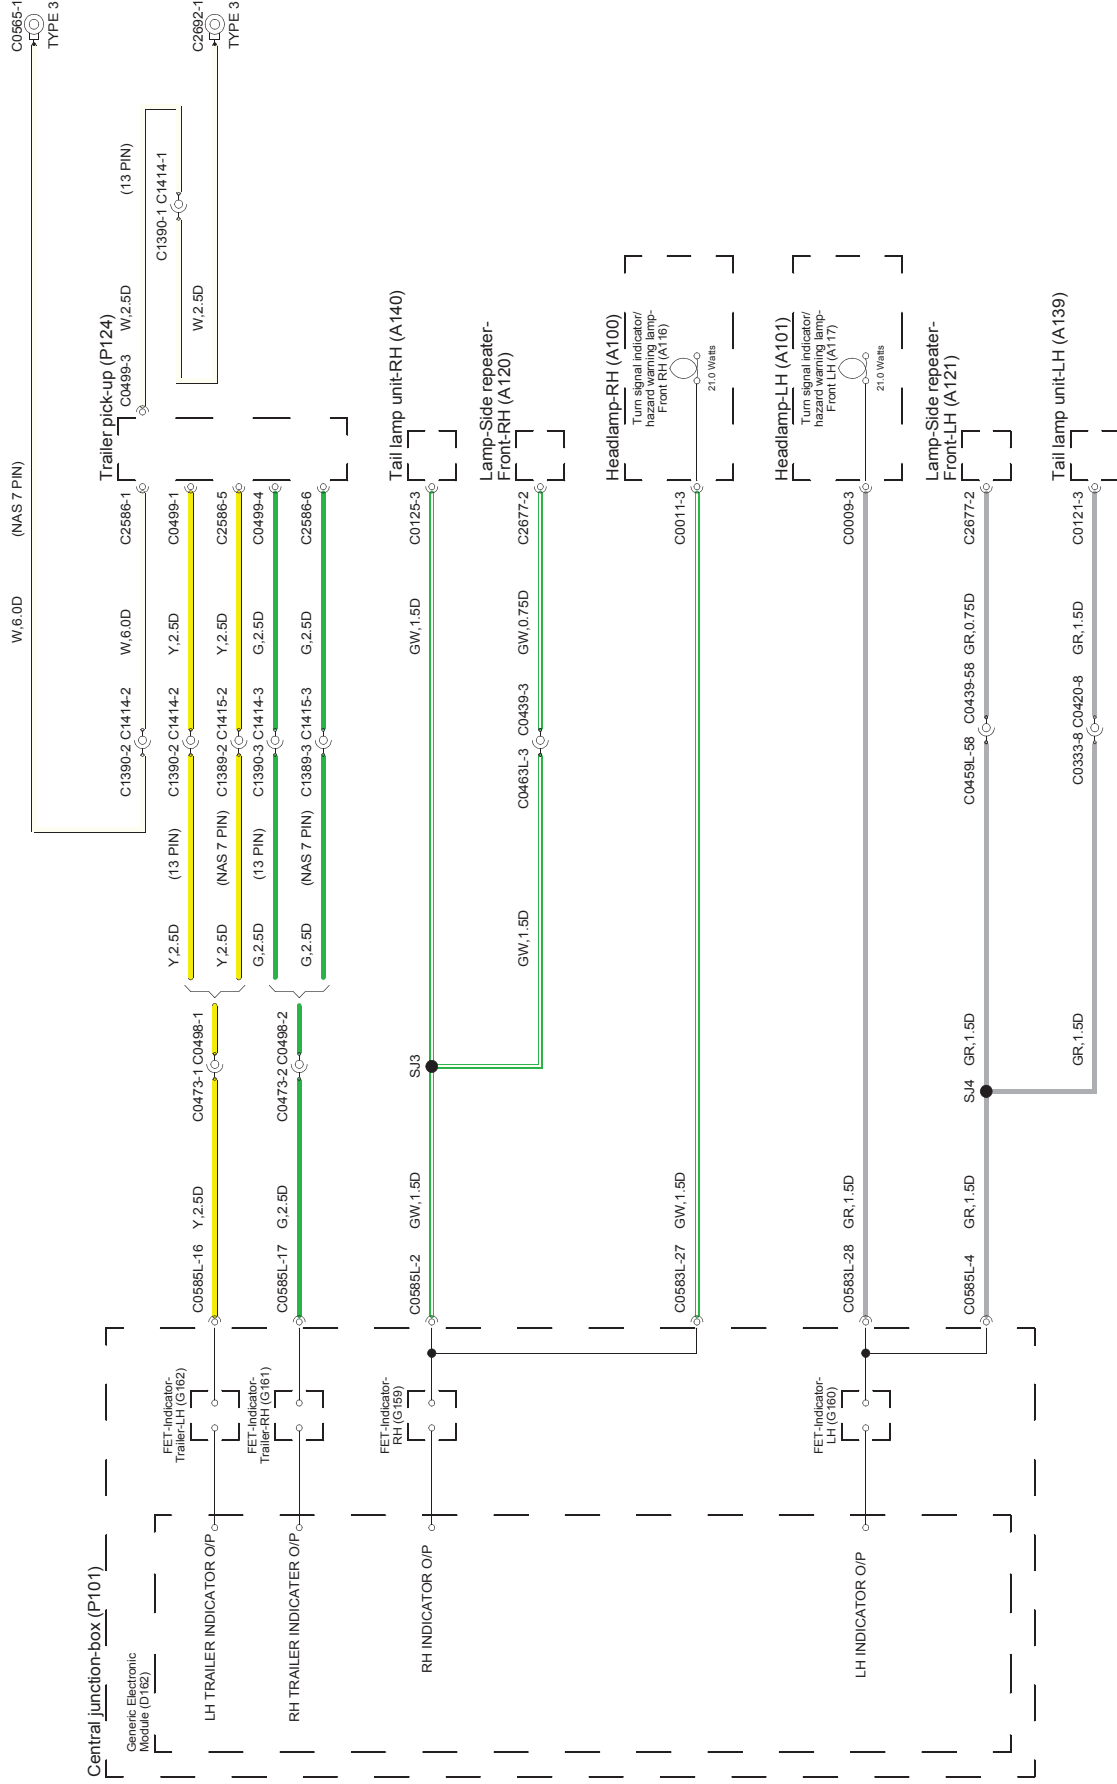 C0565-1
TYPE 3
C2692-1
TYPE 3
W,6.0D
(NAS 7 PIN)
(13 PIN)
C1390-1
C1414-1
W,2.5D
W,2.5D
C0499-3
Trailer pick-up (P124)
C1390-2
C1414-2
W,6.0D
C2586-1
C0585L-16
Y,2.5D
C0473-1
C0498-1
Y,2.5D
(13 PIN)
C1390-2
C1414-2
Y,2.5D
C0499-1
Y,2.5D
(NAS 7 PIN)
C1389-2
C1415-2
Y,2.5D
C2586-5
C0585L-17
G,2.5D
C0473-2
C0498-2
G,2.5D
(13 PIN)
C1390-3
C1414-3
G,2.5D
C0499-4
G,2.5D
(NAS 7 PIN)
C1389-3
C1415-3
G,2.5D
C2586-6
Tail lamp unit-RH (A140)
C0585L-2
GW,1.5D
SJ3
GW,1.5D
C0125-3
Lamp-Side repeater-
Front-RH (A120)
GW,1.5D
C0463L-3
C0439-3
GW,0.75D
C2677-2
Headlamp-RH (A100)
Turn signal indicator/
hazard warning lamp-
Front RH (A116)
21.0 Watts
C0583L-27
GW,1.5D
C0011-3
Headlamp-LH (A101)
Turn signal indicator/
hazard warning lamp-
Front LH (A117)
21.0 Watts
C0583L-28
GR,1.5D
C0009-3
Lamp-Side repeater-
Front-LH (A121)
C0585L-4
GR,1.5D
SJ4
GR,1.5D
C0459L-58
C0439-58
GR,0.75D
C2677-2
Tail lamp unit-LH (A139)
GR,1.5D
C0333-8
C0420-8
GR,1.5D
C0121-3
Central junction-box (P101)
Generic Electronic
Module (D162)
LH TRAILER INDICATOR O/P
FET-Indicator-
Trailer-LH (G162)
RH TRAILER INDICATER O/P
FET-Indicator-
Trailer-RH (G161)
RH INDICATOR O/P
FET-Indicator-
RH (G159)
LH INDICATOR O/P
FET-Indicator-
LH (G160)